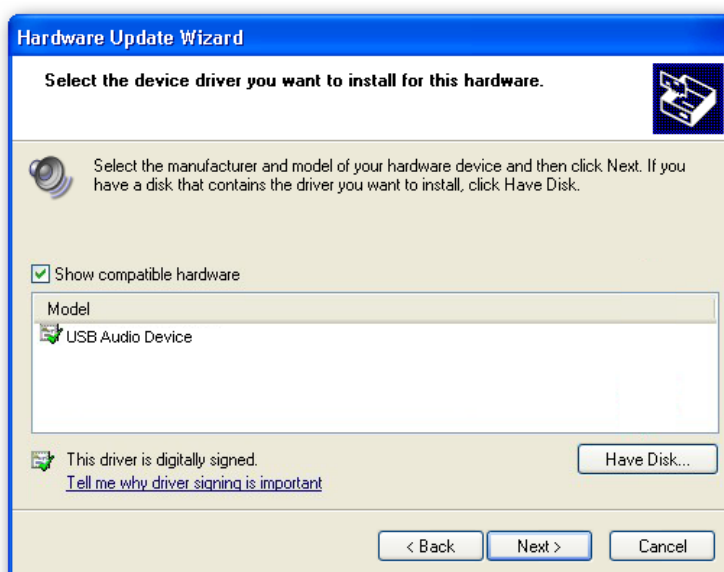 Hardware Update Wizard
Select the device driver you want to install for this hardware.
Select the manufacturer and model of your hardware device and then click Next. If you
have a disk that contains the driver you want to install, click Have Disk.
Show compatible hardware
Model
USB Audio Device
This driver is digitally signed.
Have Disk...
Tell me why driver signing is important
< Back
Next >
Cancel